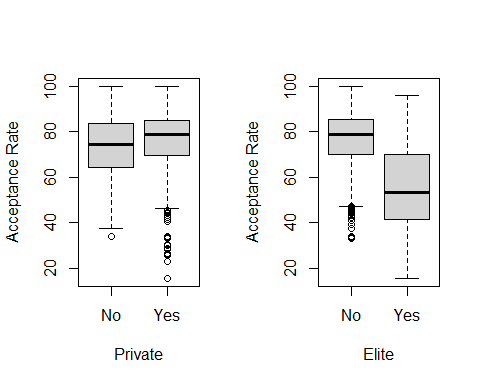 Acceptance Rate
20 40 60 80 100
No Yes
Private
Acceptance Rate
20 40 60 80 100
No Yes
Elite